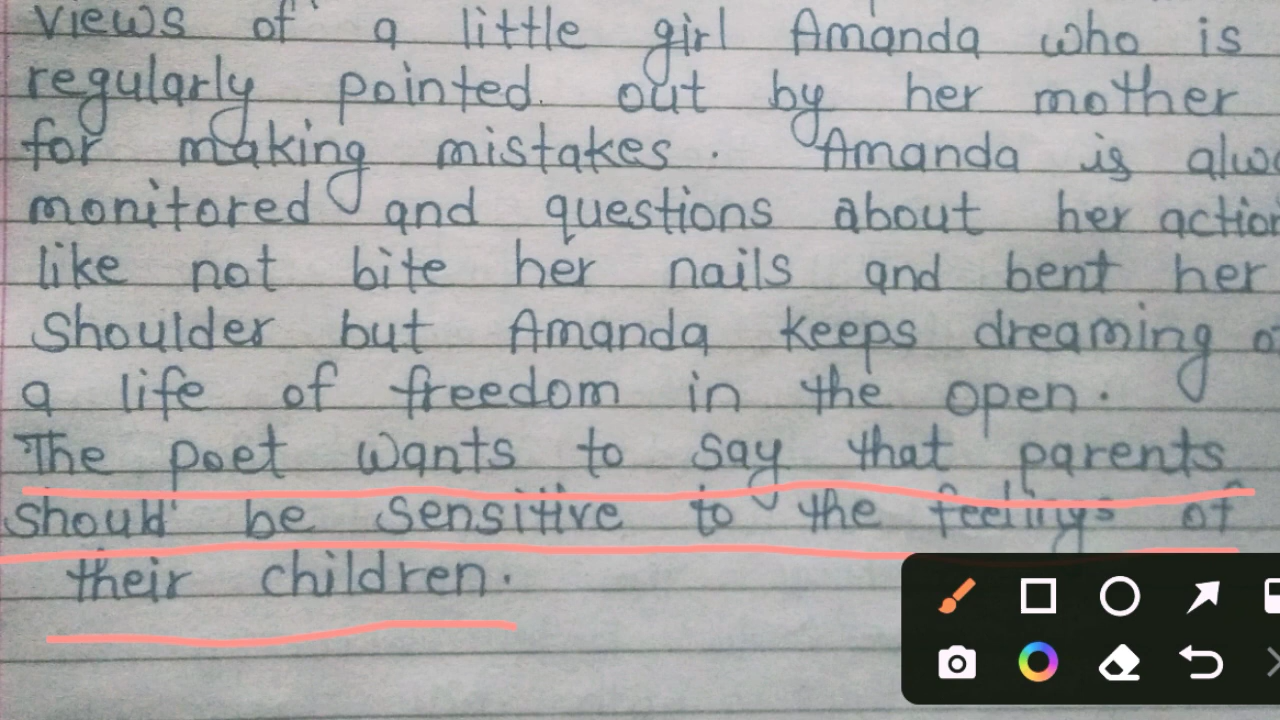 views of a little girl Amanda who is
regularly pointed out by her mother
for making mistakes. Amanda is
monitored and questions about her
like not bite her nails and bent her
Shoulder but Amanda keeps dreaming
a life of freedom in the open.
The poet wants to say that parents
should be sensitive to the feelings of
their children.